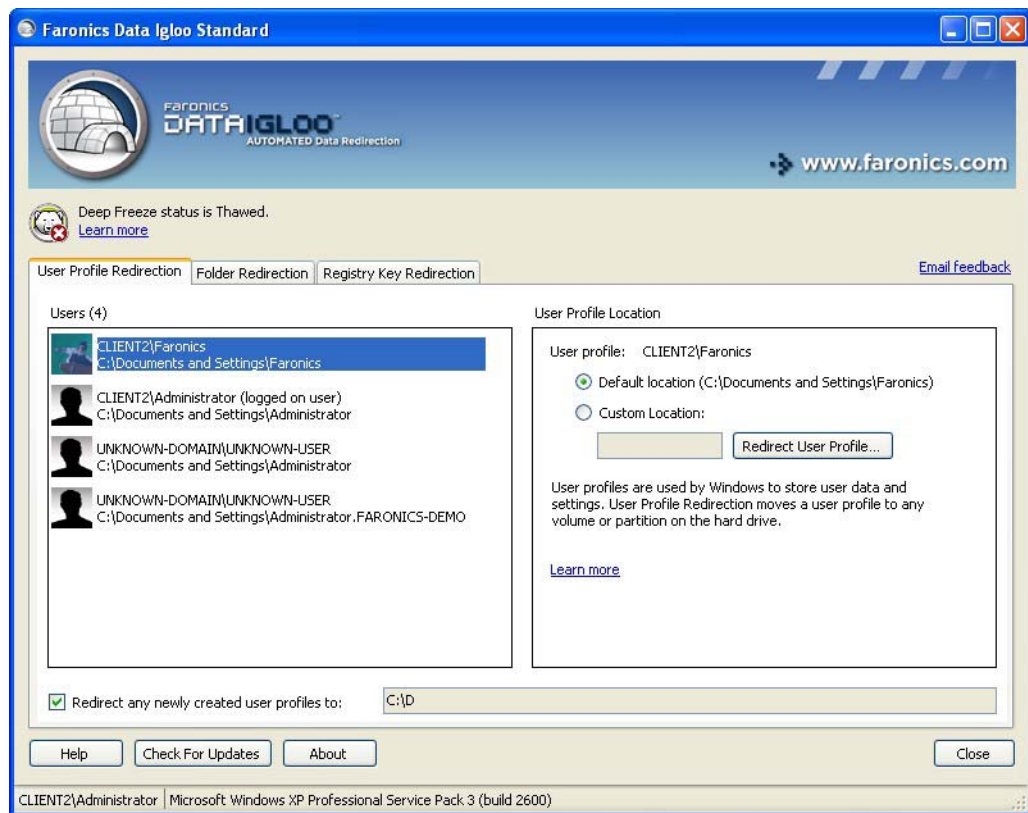 Faronics Data Igloo Standard
Faronics
DATA IGLOO™
AUTOMATED Data Redirection
www.faronics.com
Deep Freeze status is Thawed.
Learn more
User Profile Redirection
Folder Redirection
Registry Key Redirection
Email feedback
Users (4)
CLIENT2\Faronics
C:\Documents and Settings\Faronics
CLIENT2\Administrator (logged on user)
C:\Documents and Settings\Administrator
UNKNOWN-DOMAIN\UNKNOWN-USER
C:\Documents and Settings\Administrator
UNKNOWN-DOMAIN\UNKNOWN-USER
C:\Documents and Settings\Administrator.FARONICS-DEMO
User Profile Location
User profile: CLIENT2\Faronics
Default location (C:\Documents and Settings\Faronics)
Custom Location:
Redirect User Profile...
User profiles are used by Windows to store user data and
settings. User Profile Redirection moves a user profile to any
volume or partition on the hard drive.
Learn more
Redirect any newly created user profiles to: C:\D
Help
Check For Updates
About
Close
CLIENT2\Administrator
Microsoft Windows XP Professional Service Pack 3 (build 2600)